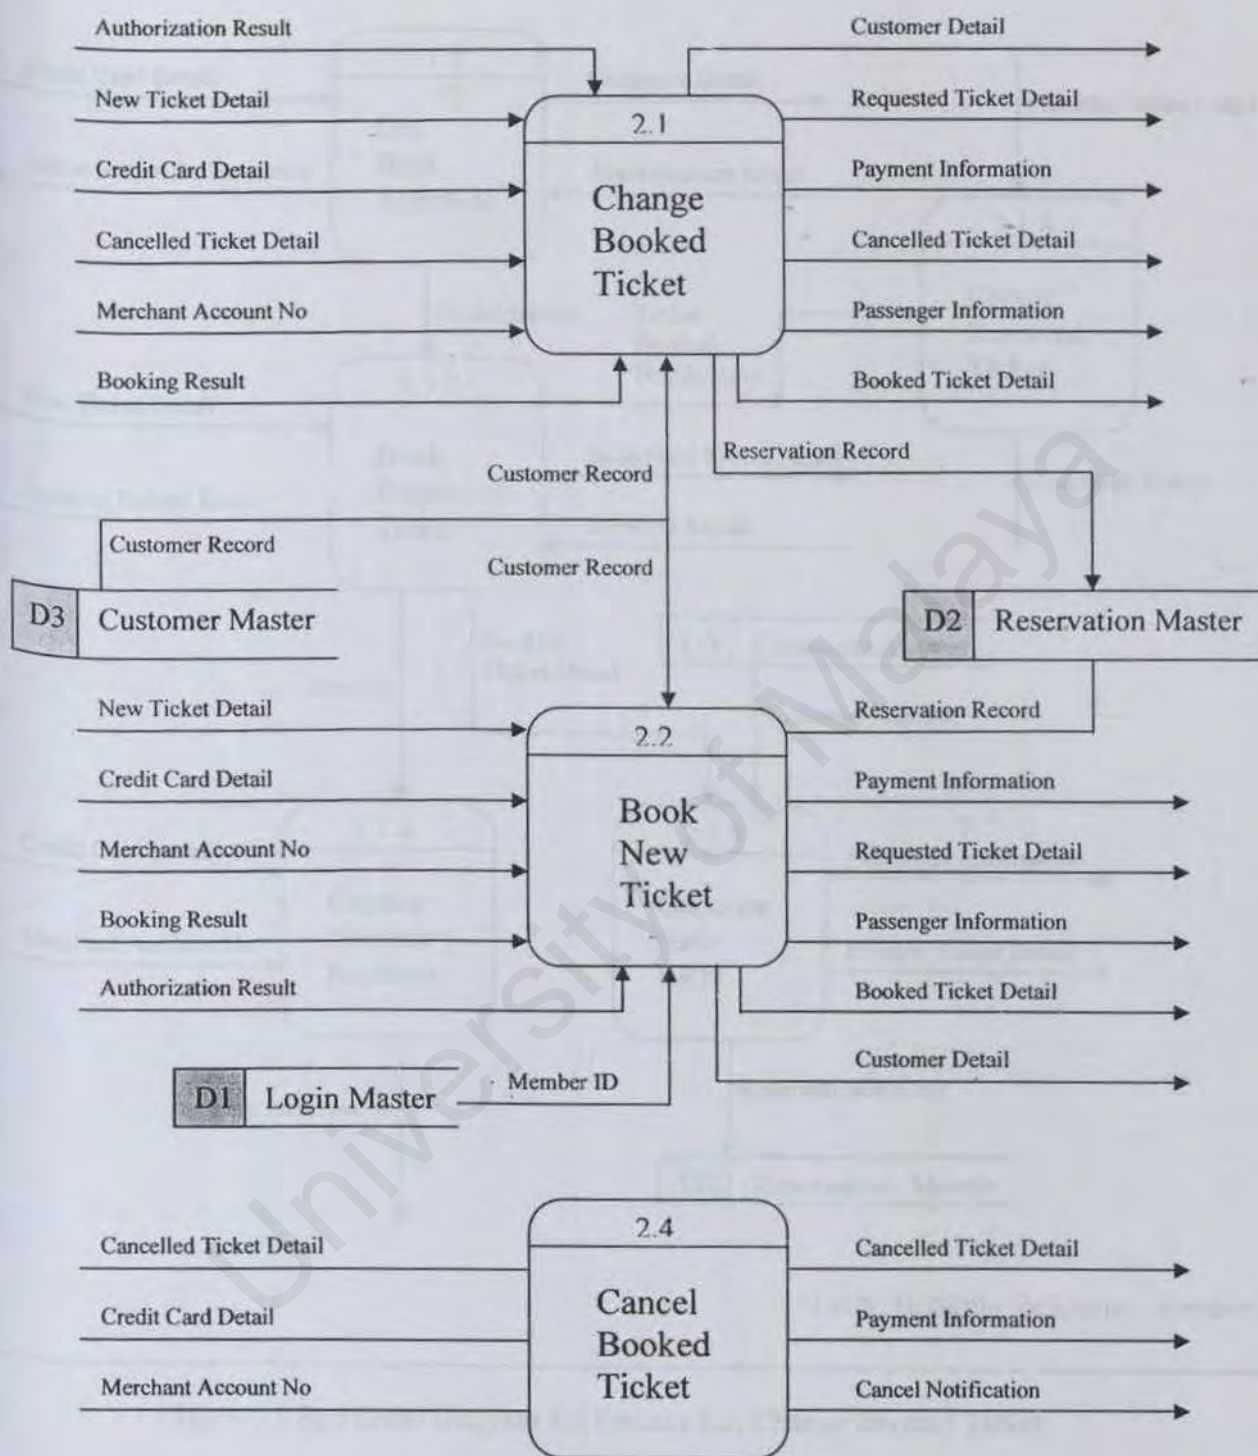 Authorization Result
Customer Detail
New Ticket Detail
Requested Ticket Detail
2.1
Credit Card Detail
Payment Information
Change
Booked
Ticket
Cancelled Ticket Detail
Cancelled Ticket Detail
Merchant Account No
Passenger Information
Booking Result
Booked Ticket Detail
Reservation Record
Customer Record
Customer Record
Customer Record
D3 Customer Master
D2 Reservation Master
New Ticket Detail
Reservation Record
2.2
Credit Card Detail
Payment Information
Book
New
Ticket
Merchant Account No
Requested Ticket Detail
Booking Result
Passenger Information
Authorization Result
Booked Ticket Detail
Customer Detail
D1 Login Master
Member ID
2.4
Cancelled Ticket Detail
Cancelled Ticket Detail
Cancel
Booked
Ticket
Credit Card Detail
Payment Information
Merchant Account No
Cancel Notification
University of Malaya